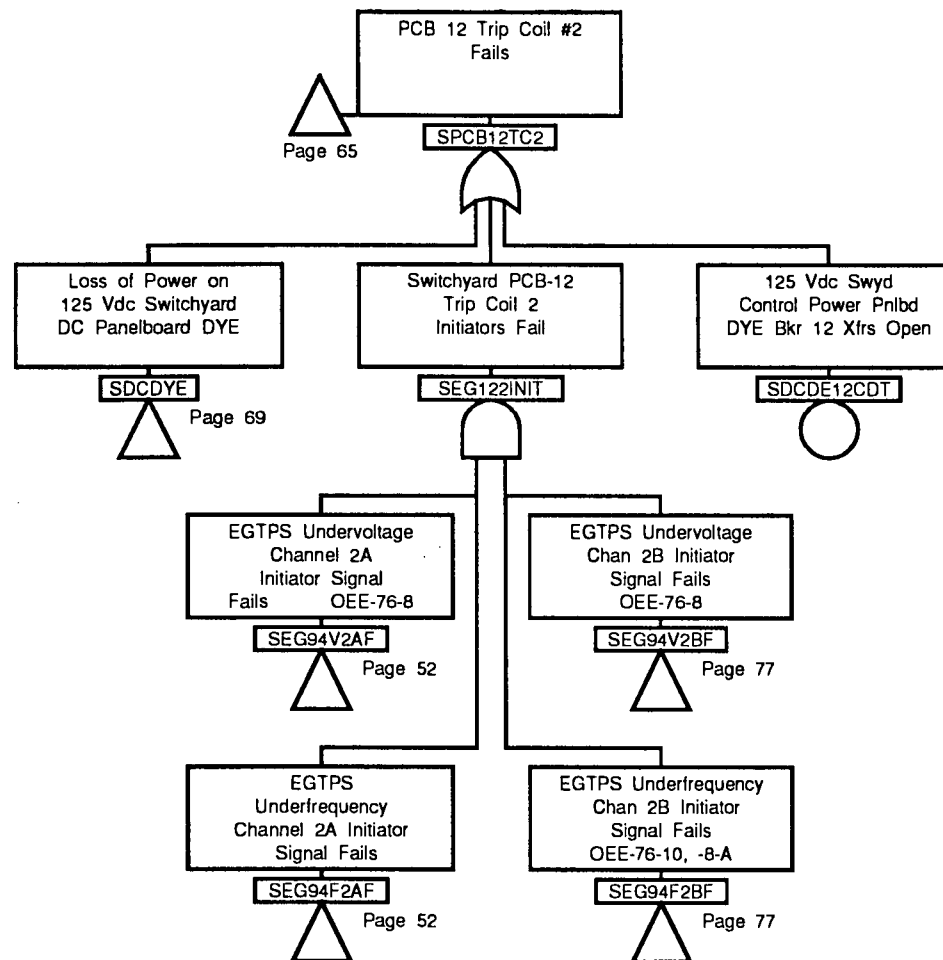 PCB 12 Trip Coil #2
Fails
Page 65
SPCB12TC2
Loss of Power on
125 Vdc Switchyard
DC Panelboard DYE
SDCDYE
Page 69
Switchyard PCB-12
Trip Coil 2
Initiators Fail
SEG122INIT
125 Vdc Swyd
Control Power Pnlbd
DYE Bkr 12 Xfrs Open
SDCDE12CDT
EGTPS Undervoltage
Channel 2A
Initiator Signal
Fails OEE-76-8
SEG94V2AF
Page 52
EGTPS Undervoltage
Chan 2B Initiator
Signal Fails
OEE-76-8
SEG94V2BF
Page 77
EGTPS
Underfrequency
Channel 2A Initiator
Signal Fails
SEG94F2AF
Page 52
EGTPS Underfrequency
Chan 2B Initiator
Signal Fails
OEE-76-10, -8-A
SEG94F2BF
Page 77